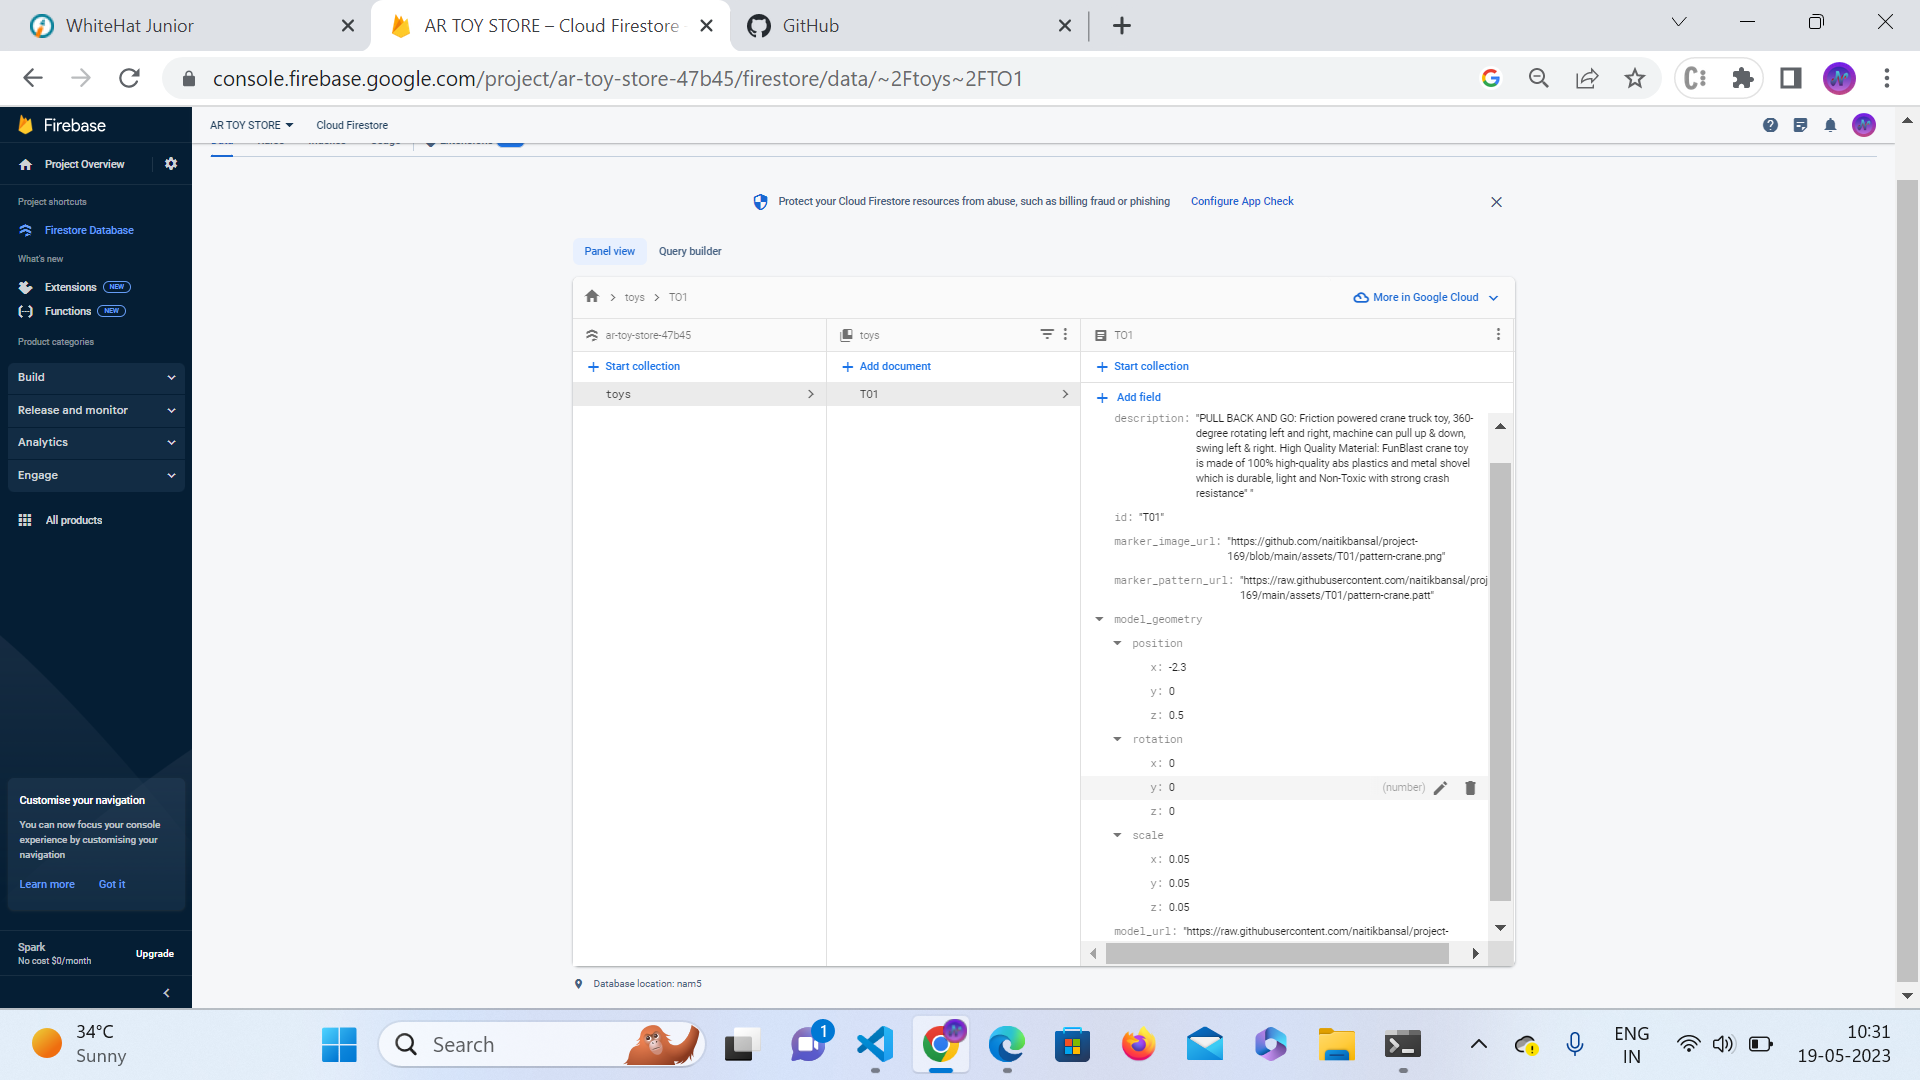 WhiteHat Junior
AR TOY STORE – Cloud Firestore
GitHub
console.firebase.google.com/project/ar-toy-store-47b45/firestore/data/~2Ftoys~2FTO1
Firebase
AR TOY STORE
Cloud Firestore
Project Overview
Project shortcuts
Firestore Database
What's new
Extensions NEW
Functions NEW
Product categories
Build
Release and monitor
Analytics
Engage
All products
Customise your navigation
You can now focus your console
experience by customising your
navigation
Learn more Got it
Spark
No cost $0/month
Upgrade
Protect your Cloud Firestore resources from abuse, such as billing fraud or phishing Configure App Check
Panel view Query builder
toys TO1
More in Google Cloud
ar-toy-store-47b45
Start collection
toys
toys
Add document
TO1
TO1
Start collection
Add field
description: "PULL BACK AND GO: Friction powered crane truck toy, 360-
degree rotating left and right, machine can pull up & down,
swing left & right. High Quality Material: FunBlast crane toy
is made of 100% high-quality abs plastics and metal shovel
which is durable, light and Non-Toxic with strong crash
resistance" "
id: "T01"
marker_image_url: "https://github.com/naitikbansal/project-
169/blob/main/assets/T01/pattern-crane.png"
marker_pattern_url: "https://raw.githubusercontent.com/naitikbansal/proj
169/main/assets/T01/pattern-crane.patt"
model_geometry
position
x: -2.3
y: 0
z: 0.5
rotation
x: 0
y: 0 (number)
z: 0
scale
x: 0.05
y: 0.05
z: 0.05
model_url: "https://raw.githubusercontent.com/naitikbansal/project-
Database location: nam5
34°C
Sunny
Search
1
ENG
IN
10:31
19-05-2023